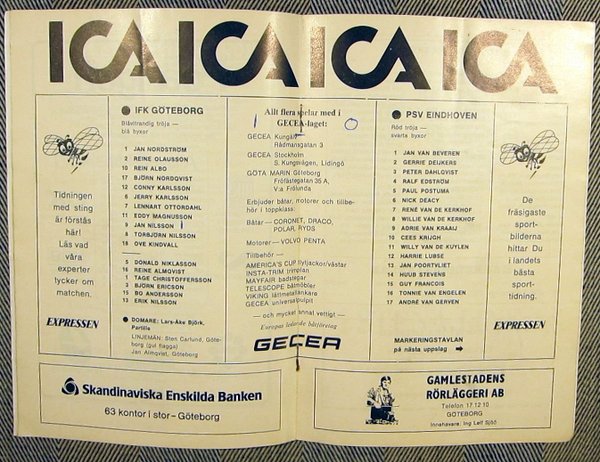 ICA ICA ICA ICA
Tidningen
med sting
är förstås
här!
Läs vad
våra
experter
tycker om
matchen.
EXPRESSEN
IFK GÖTEBORG
Blåvitrandig tröja —
blå byxor
1 JAN NORDSTRÖM
2 REINE OLAUSSON
10 REIN ALBO
17 BJÖRN NORDQVIST
12 CONNY KARLSSON
6 JERRY KARLSSON
7 LENNART OTTORDAHL
11 EDDY MAGNUSSON
9 JAN NILSSON
8 TORBJÖRN NILSSON
18 OVE KINDVALL
5 DONALD NIKLASSON
16 REINE ALMQVIST
1 TAGE CHRISTOFFERSSON
3 BJÖRN ERICSON
15 BO ANDERSSON
13 ERIK NILSSON
DOMARE: Lars-Åke Björk,
Partille
LINJEMÄN: Sten Carlund, Göte-
borg (gul flagga)
Jan Almqvist, Göteborg
Allt flera spelar med i
GECEA-laget:
1 0
GECEA Kungälv
Rådmansgatan 3
GECEA Stockholm
S. Kungsvägen, Lidingö
GÖTA MARIN Göteborg
Fröfästegatan 35 A,
V:a Frölunda
Erbjuder båtar, motorer och tillbe-
hör i toppklass.
Båtar— CORONET, DRACO,
POLAR, RYDS
Motorer—VOLVO PENTA
Tillbehör —
AMERICA'S CUP flytjackor/västar
INSTA-TRIM trimplan
MAYFAIR badstegar
TELESCOPE båtmöbler
VIKING lättmetallankare
GECEA universalpulpit
—och mycket annat vettigt—
Europas ledande båtföretag
GECEA
PSV EINDHOVEN
Röd tröja —
svarta byxor
1 JAN VAN BEVEREN
2 GERRIE DEIJKERS
3 PETER DAHLQVIST
4 RALF EDSTRÖM
5 PAUL POSTUMA
6 NICK DEACY
7 RENÉ VAN DE KERKHOF
8 WILLIE VAN DE KERKHOF
9 ADRIE VAN KRAAIJ
10 CEES KRIJGH
11 WILLY VAN DE KUYLEN
12 HARRIE LUBSE
13 JAN POORTVLIET
14 HUUB STEVENS
15 GUY FRANCOIS
16 TONNIE VAN ENGELEN
17 ANDRÉ VAN GERVEN
MARKERINGSTAVLAN
på nästa uppslag
De
fräsigaste
sport-
bilderna
hittar Du
i landets
bästa
sport-
tidning.
EXPRESSEN
Skandinaviska Enskilda Banken
63 kontor i stor–Göteborg
GAMLESTADENS
RÖRLÄGGERI AB
Telefon 17 12 10
GÖTEBORG
Innehavare: Ing Leif Sjöö